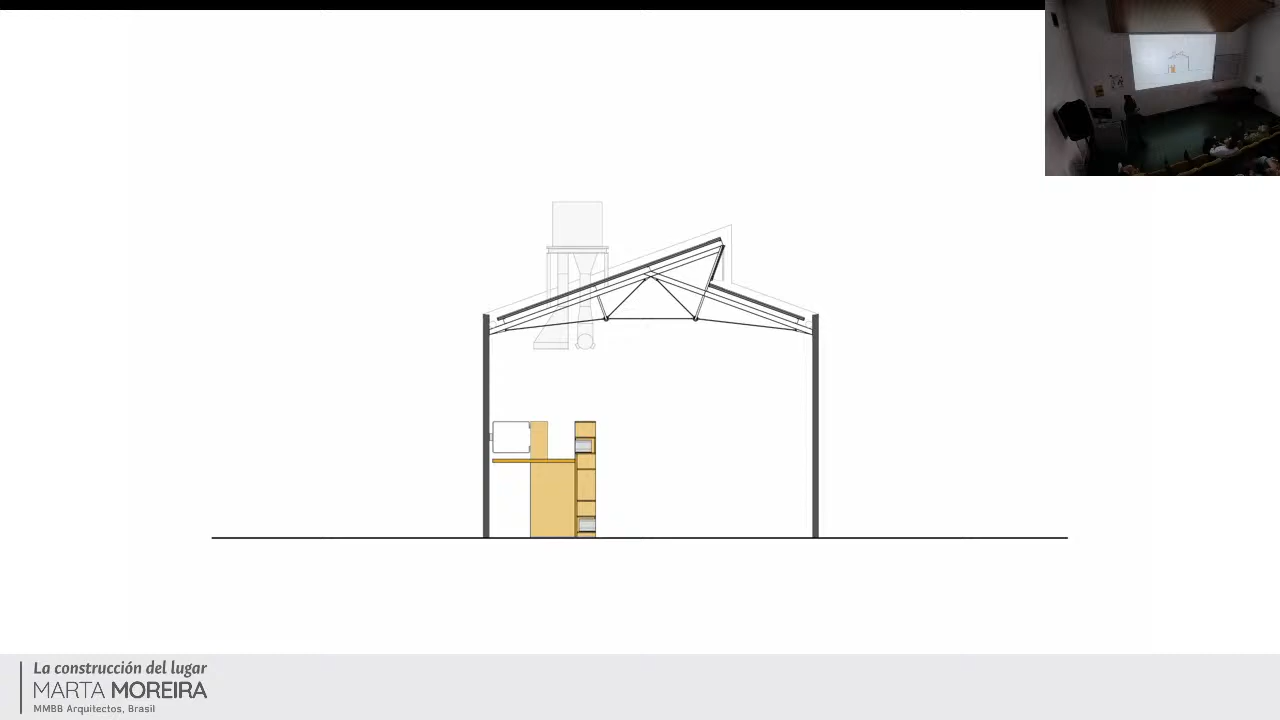 La construcción del lugar
MARTA MOREIRA
MMBB Arquitectos, Brasil